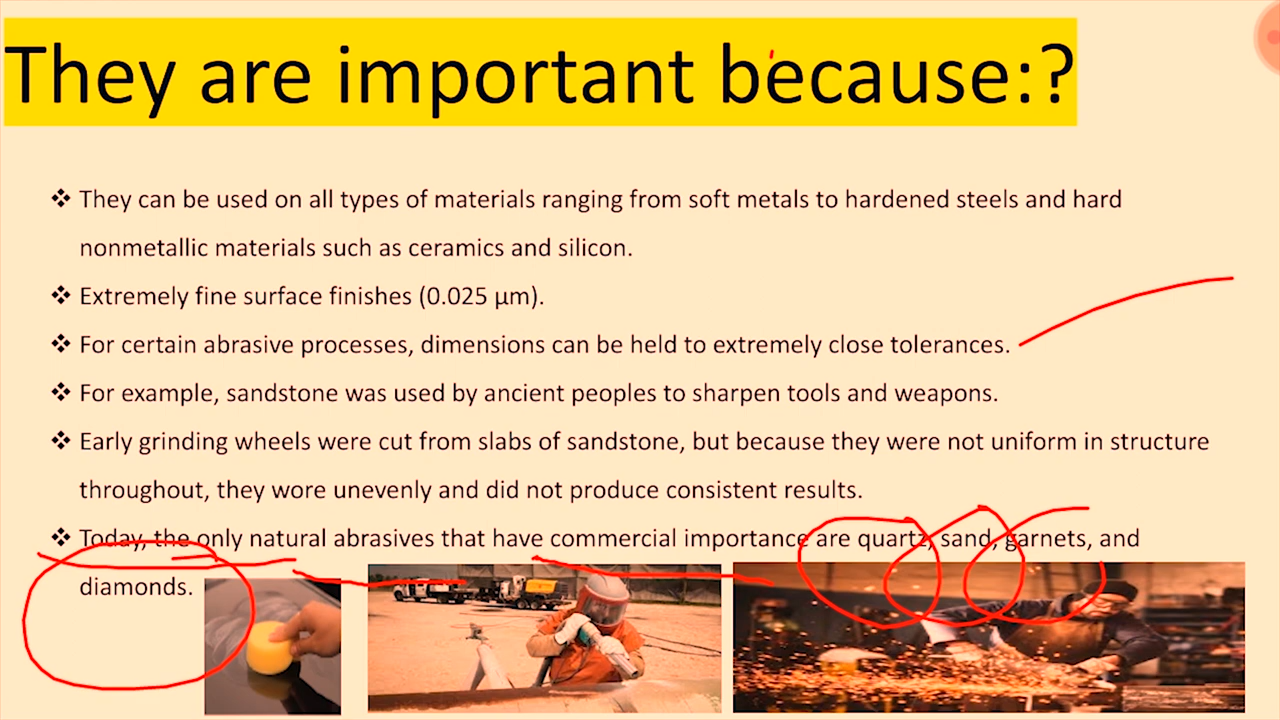 They are important because:?
❖ They can be used on all types of materials ranging from soft metals to hardened steels and hard
nonmetallic materials such as ceramics and silicon.
❖ Extremely fine surface finishes (0.025 µm).
❖ For certain abrasive processes, dimensions can be held to extremely close tolerances.
❖ For example, sandstone was used by ancient peoples to sharpen tools and weapons.
❖ Early grinding wheels were cut from slabs of sandstone, but because they were not uniform in structure
throughout, they wore unevenly and did not produce consistent results.
❖ Today, the only natural abrasives that have commercial importance are quartz, sand, garnets, and
diamonds.